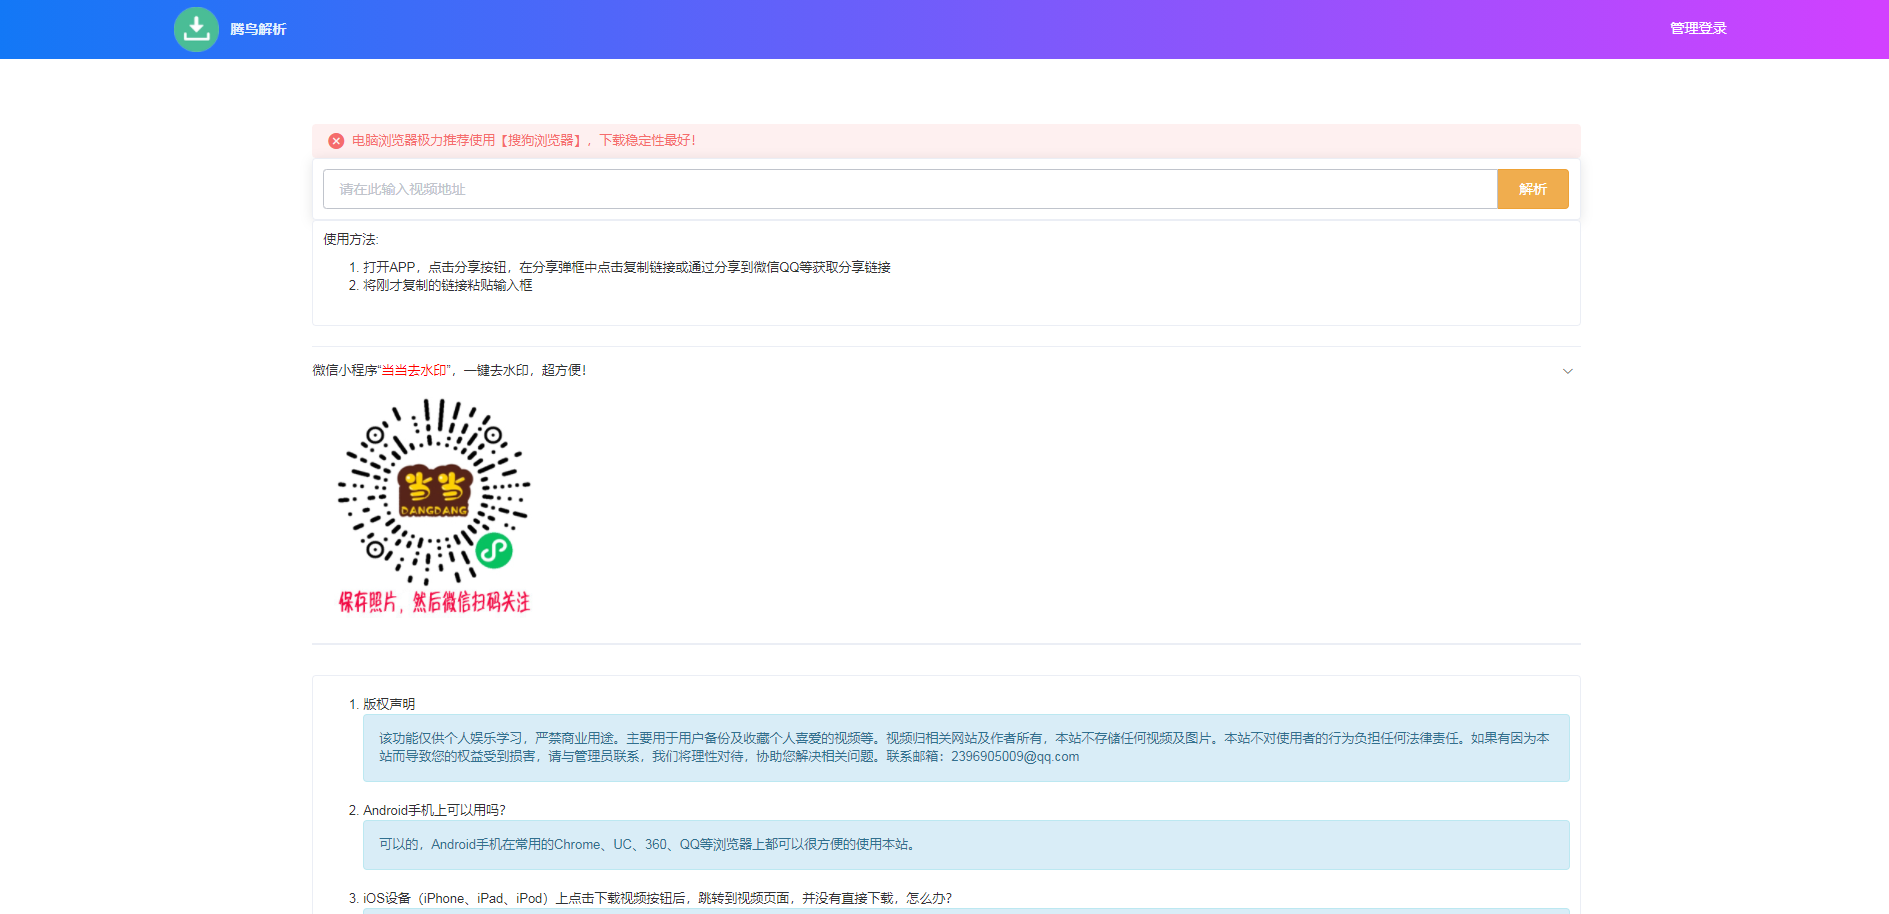 腾鸟解析
管理登录
电脑浏览器极力推荐使用【搜狗浏览器】，下载稳定性最好！
请在此输入视频地址
解析
使用方法:
1. 打开APP，点击分享按钮，在分享弹框中点击复制链接或通过分享到微信QQ等获取分享链接
2. 将刚才复制的链接粘贴输入框
微信小程序“当当去水印”，一键去水印，超方便！
当当
DANGDANG
保存照片，然后微信扫码关注
1. 版权声明
该功能仅供个人娱乐学习，严禁商业用途。主要用于用户备份及收藏个人喜爱的视频等。视频归相关网站及作者所有，本站不存储任何视频及图片。本站不对使用者的行为负担任何法律责任。如果有因为本
站而导致您的权益受到损害，请与管理员联系，我们将理性对待，协助您解决相关问题。联系邮箱：2396905009@qq.com
2. Android手机上可以用吗?
可以的，Android手机在常用的Chrome、UC、360、QQ等浏览器上都可以很方便的使用本站。
3. iOS设备（iPhone、iPad、iPod）上点击下载视频按钮后，跳转到视频页面，并没有直接下载，怎么办?